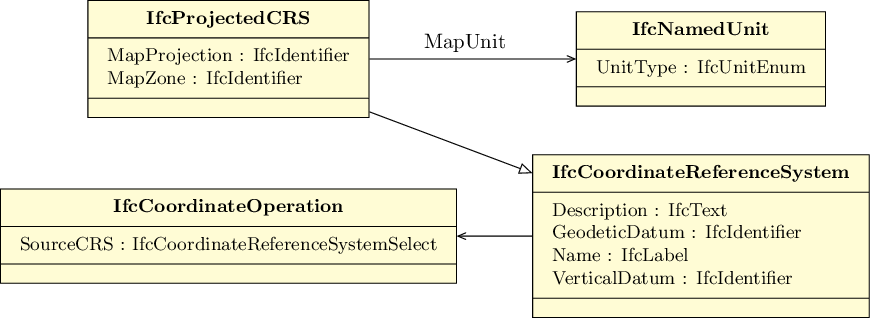 IfcProjectedCRS
MapProjection : IfcIdentifier
MapZone : IfcIdentifier
MapUnit
IfcNamedUnit
UnitType : IfcUnitEnum
IfcCoordinateReferenceSystem
Description : IfcText
GeodeticDatum : IfcIdentifier
Name : IfcLabel
VerticalDatum : IfcIdentifier
IfcCoordinateOperation
SourceCRS : IfcCoordinateReferenceSystemSelect